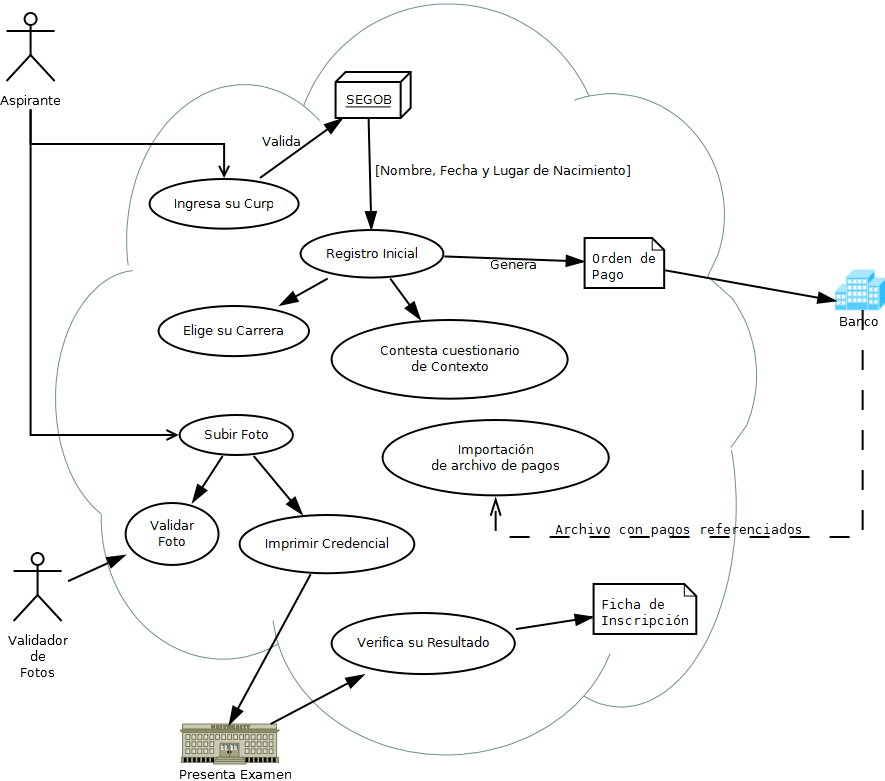 Aspirante
SEGOB
Valida
[Nombre, Fecha y Lugar de Nacimiento]
Ingresa su Curp
Registro Inicial
Genera
Orden de
Pago
Banco
Elige su Carrera
Contesta cuestionario
de Contexto
Subir Foto
Importación
de archivo de pagos
Validar
Foto
Imprimir Credencial
Archivo con pagos referenciados
Validador
de
Fotos
Ficha de
Inscripción
Verifica su Resultado
UNIVERSITY
Presenta Examen